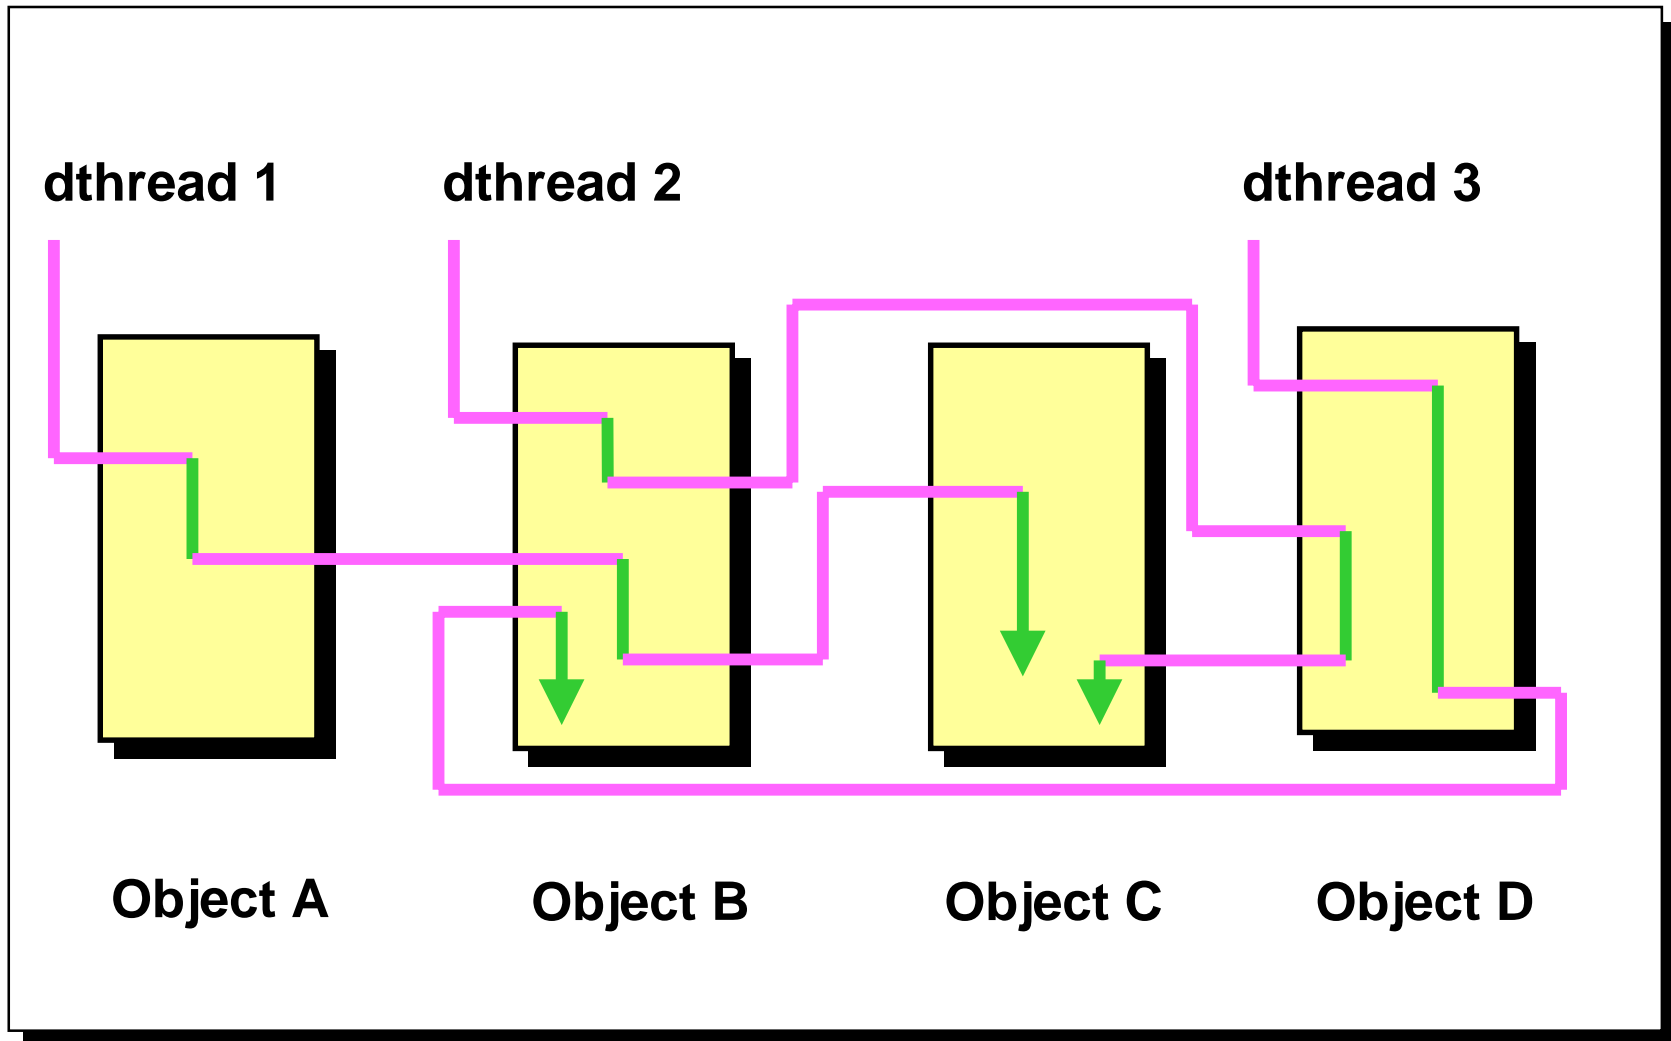 dthread 1
dthread 2
dthread 3
Object A
Object B
Object C
Object D